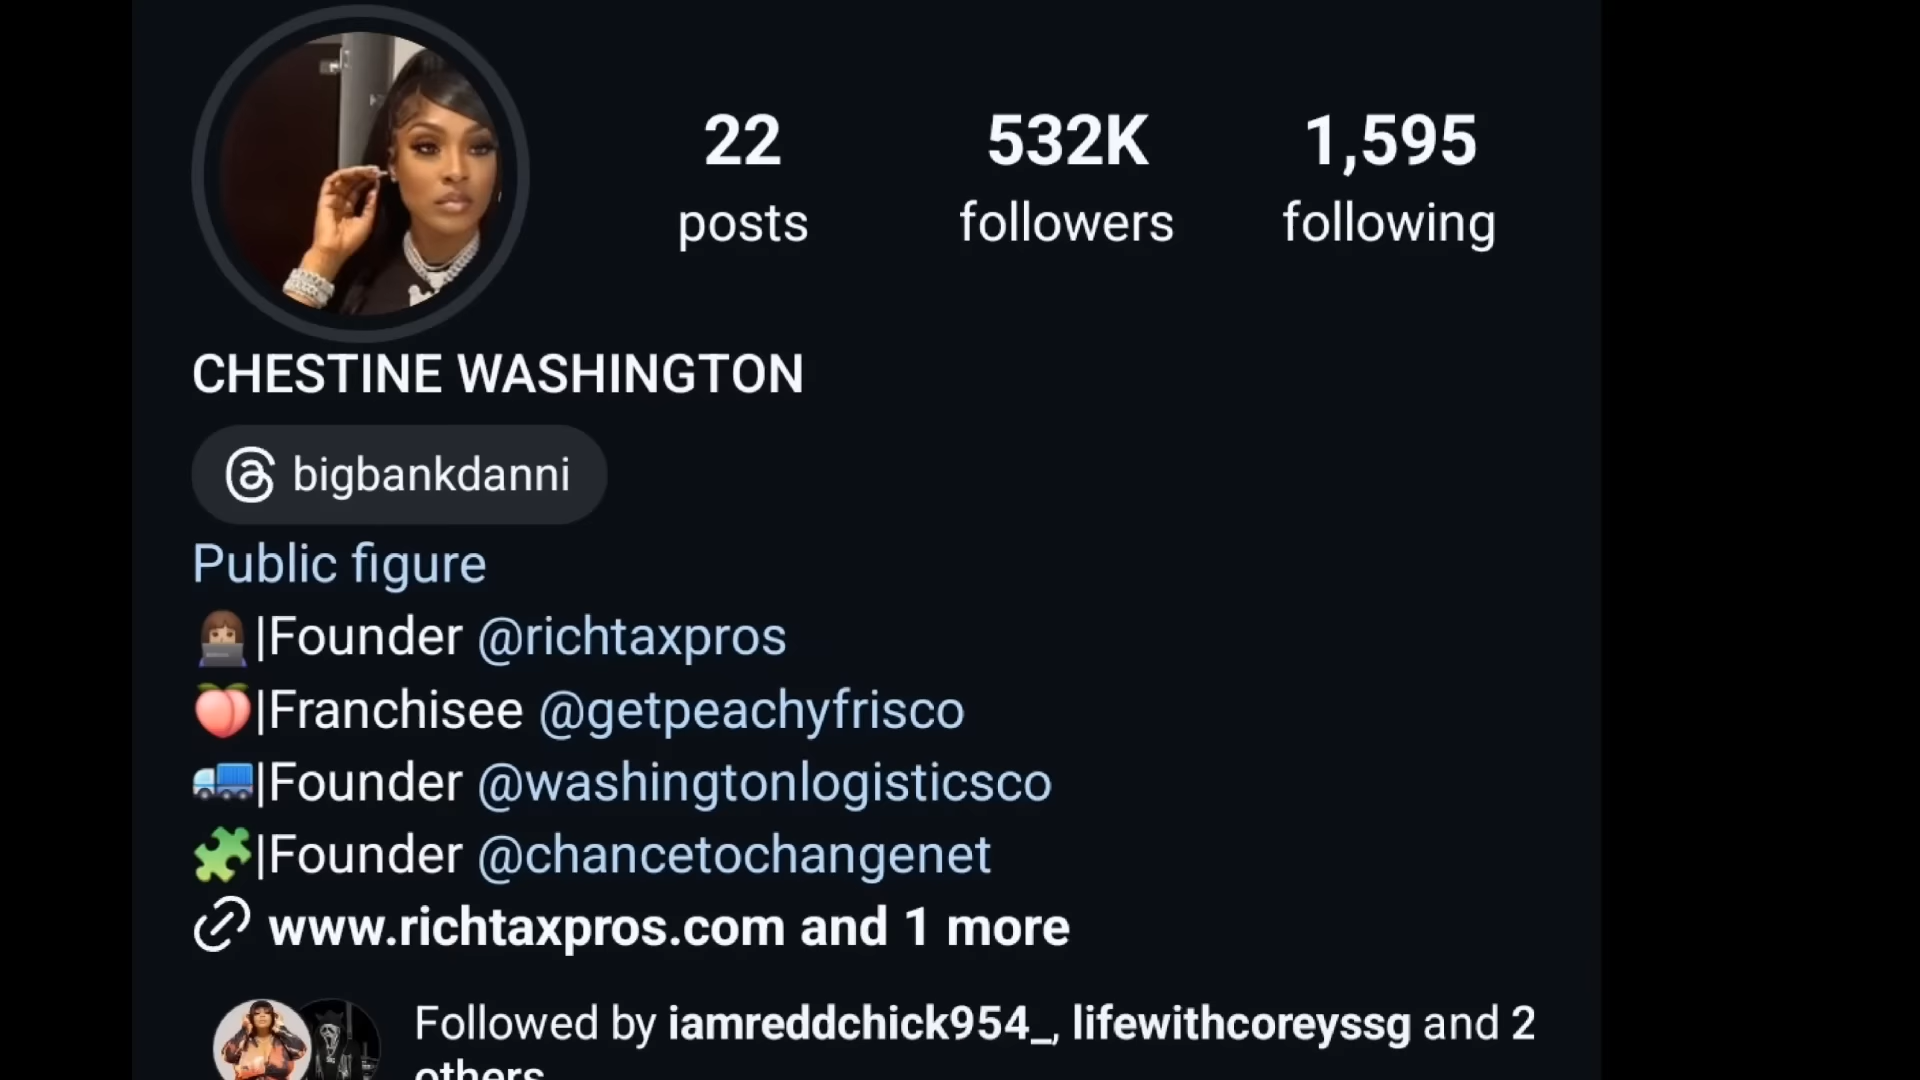 22 532K 1,595
posts followers following
CHESTINE WASHINGTON
bigbankdanni
Public figure
|Founder @richtaxpros
|Franchisee @getpeachyfrisco
|Founder @washingtonlogisticsco
|Founder @chancetochangenet
www.richtaxpros.com and 1 more
Followed by iamreddchick954_, lifewithcoreyssg and 2
others